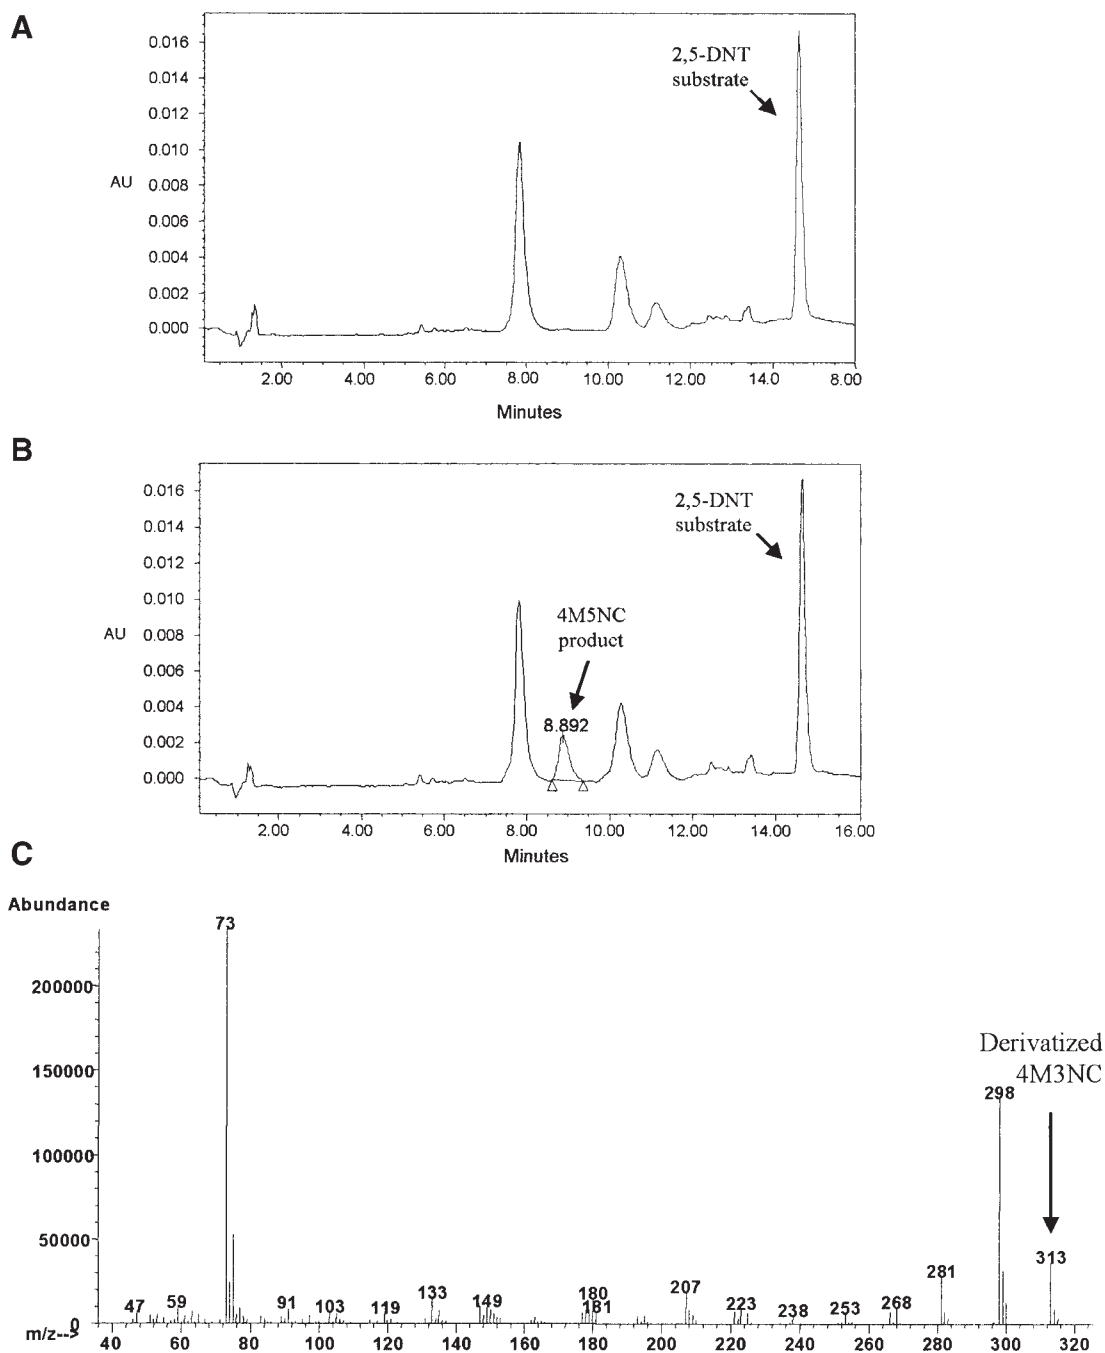 A
0.016
0.014
0.012
0.010
AU 0.008
0.006
0.004
0.002
0.000
2,5-DNT
substrate
2.00 4.00 6.00 8.00 10.00 12.00 14.0 8.00
Minutes
B
0.016
0.014
0.012
0.010
AU 0.008
0.006
0.004
0.002
0.000
2,5-DNT
substrate
4M5NC
product
8.892
2.00 4.00 6.00 8.00 10.00 12.00 14.00 16.00
Minutes
C
Abundance
200000
150000
100000
50000
0
m/z-->
73
Derivatized
4M3NC
298
313
47 59 91 103 119 133 149 180 181 207 223 238 253 268 281
40 60 80 100 120 140 160 180 200 220 240 260 280 300 320